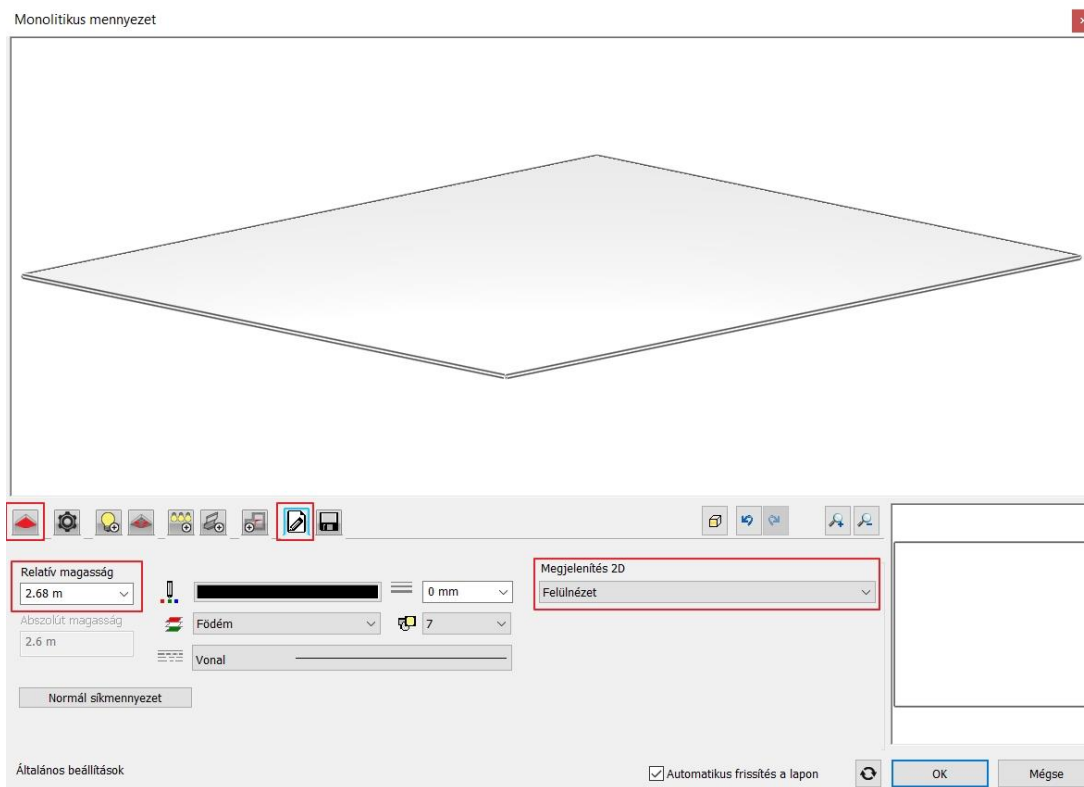 Monolitikus mennyezet
Relatív magasság
2.68 m
Abszolút magasság
2.6 m
0 mm
Födém
7
Vonal
Normál síkmennyezet
Megjelenítés 2D
Felülnézet
Általános beállítások
Automatikus frissítés a lapon
OK
Mégse